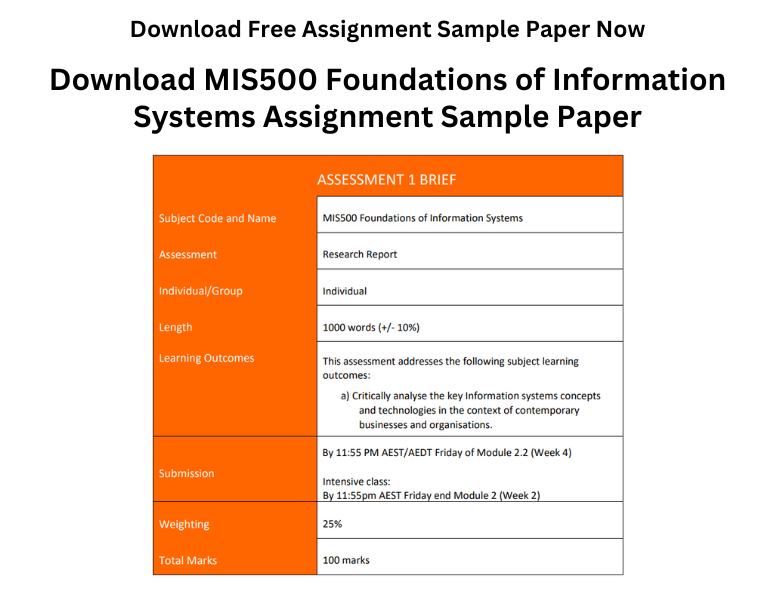 Download Free Assignment Sample Paper Now
Download MIS500 Foundations of Information
Systems Assignment Sample Paper
ASSESSMENT 1 BRIEF
Subject Code and Name
MIS500 Foundations of Information Systems
Assessment
Research Report
Individual/Group
Individual
Length
1000 words (+/- 10%)
Learning Outcomes
This assessment addresses the following subject learning
outcomes:
a) Critically analyse the key Information systems concepts
and technologies in the context of contemporary
businesses and organisations.
Submission
By 11:55 PM AEST/AEDT Friday of Module 2.2 (Week 4)
Intensive class:
By 11:55pm AEST Friday end Module 2 (Week 2)
Weighting
25%
Total Marks
100 marks